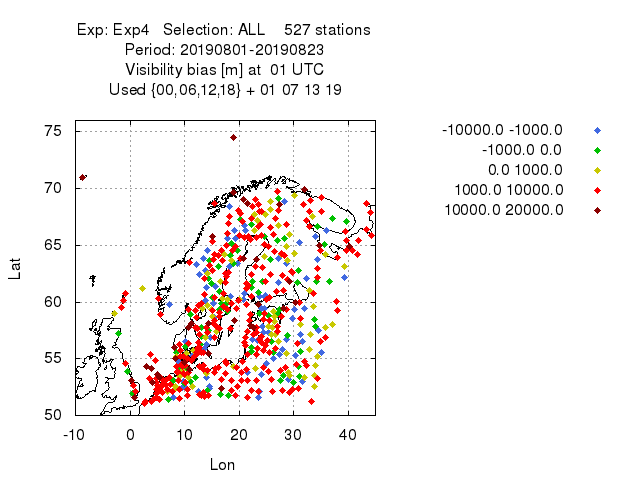 Exp: Exp4 Selection: ALL 527 stations
Period: 20190801-20190823
Visibility bias [m] at 01 UTC
Used {00,06,12,18} + 01 07 13 19
-10000.0 -1000.0
-1000.0 0.0
0.0 1000.0
1000.0 10000.0
10000.0 20000.0
75
70
65
60
55
50
Lat
-10 0 10 20 30 40
Lon